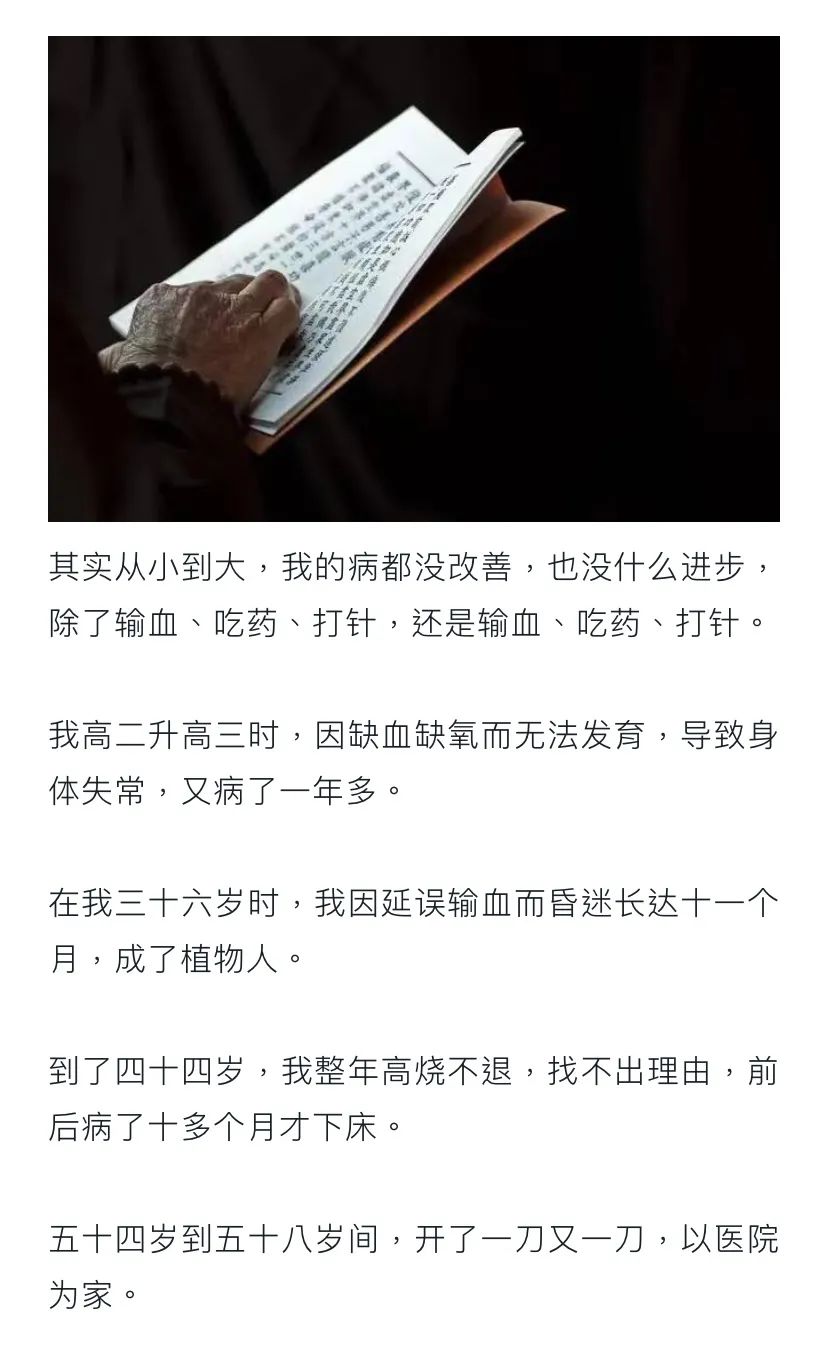 其实从小到大，我的病都没改善，也没什么进步，
除了输血、吃药、打针，还是输血、吃药、打针。
我高二升高三时，因缺血缺氧而无法发育，导致身
体失常，又病了一年多。
在我三十六岁时，我因延误输血而昏迷长达十一个
月，成了植物人。
到了四十四岁，我整年高烧不退，找不出理由，前
后病了十多个月才下床。
五十四岁到五十八岁间，开了一刀又一刀，以医院
为家。